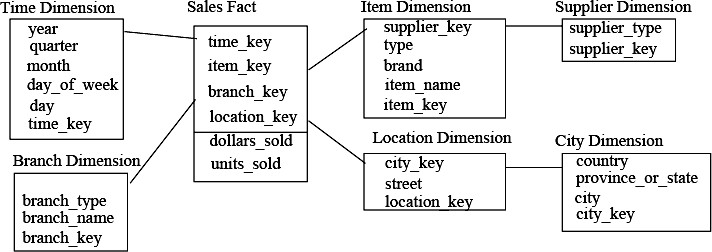 Time Dimension
year
quarter
month
day_of_week
day
time_key
Branch Dimension
branch_type
branch_name
branch_key
Sales Fact
time_key
item_key
branch_key
location_key
dollars_sold
units_sold
Item Dimension
supplier_key
type
brand
item_name
item_key
Location Dimension
city_key
street
location_key
Supplier Dimension
supplier_type
supplier_key
City Dimension
country
province_or_state
city
city_key